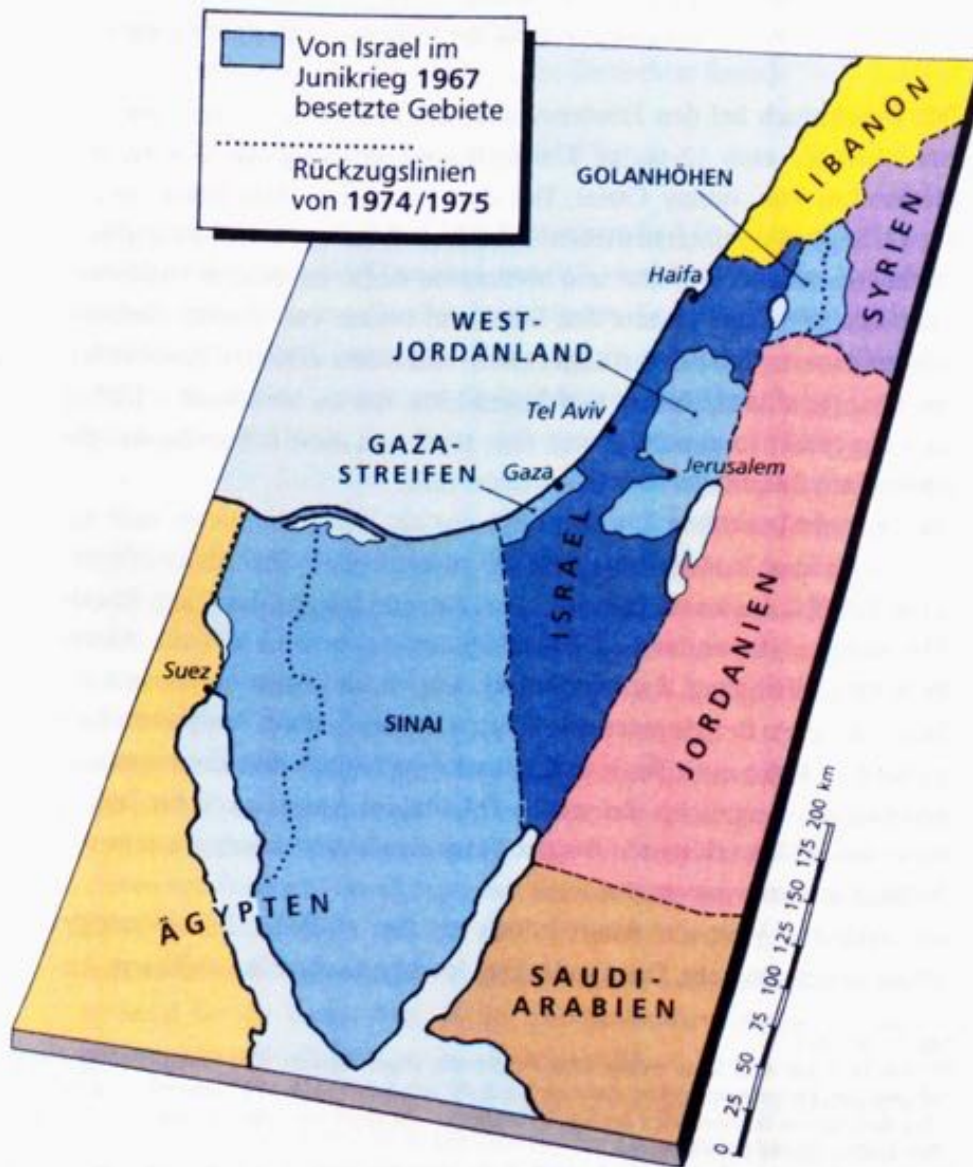 Von Israel im
Junikrieg 1967
besetzte Gebiete
Rückzugslinien
von 1974/1975
LIBANON
GOLANHÖHEN
SYRIEN
Haifa
WEST-
JORDANLAND
Tel Aviv
GAZA-
STREIFEN
Gaza
Jerusalem
ISRAEL
JORDANIEN
Suez
SINAI
ÄGYPTEN
SAUDI-
ARABIEN
0 25 50 75 100 125 150 175 200 km